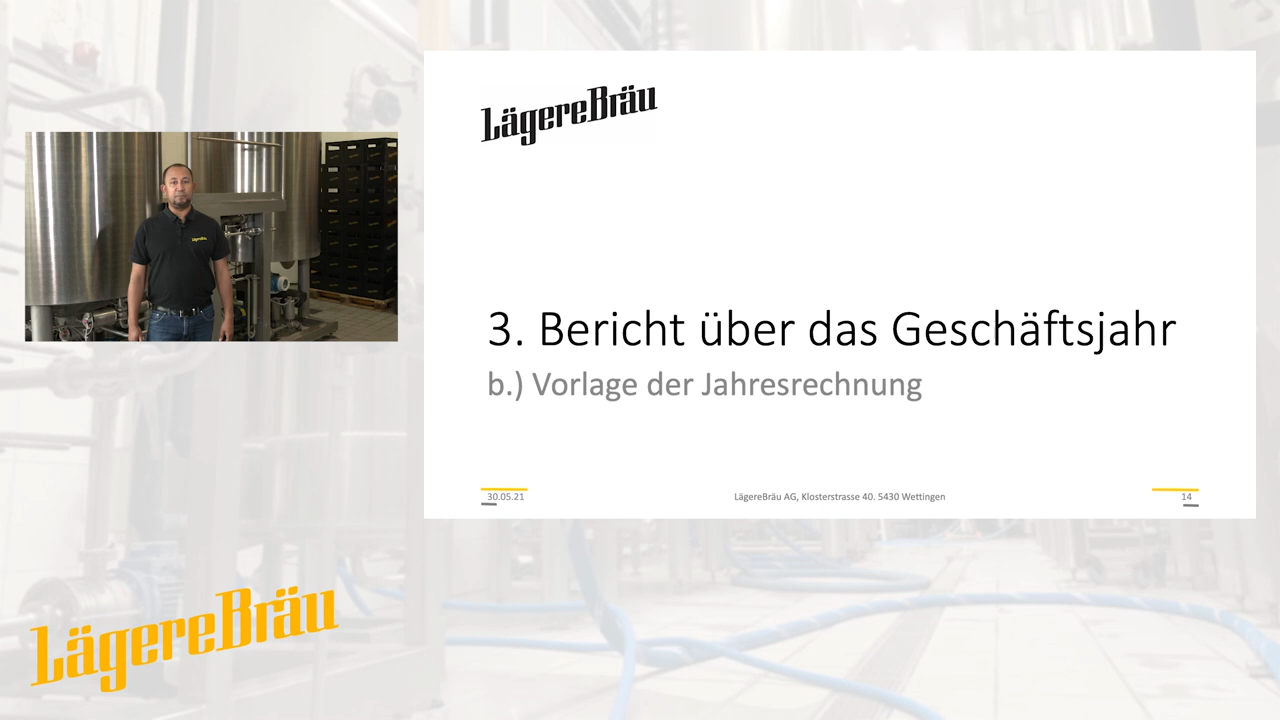 LägereBräu
3. Bericht über das Geschäftsjahr
b.) Vorlage der Jahresrechnung
30.05.21
LägereBräu AG, Klosterstrasse 40. 5430 Wettingen
14
LägereBräu